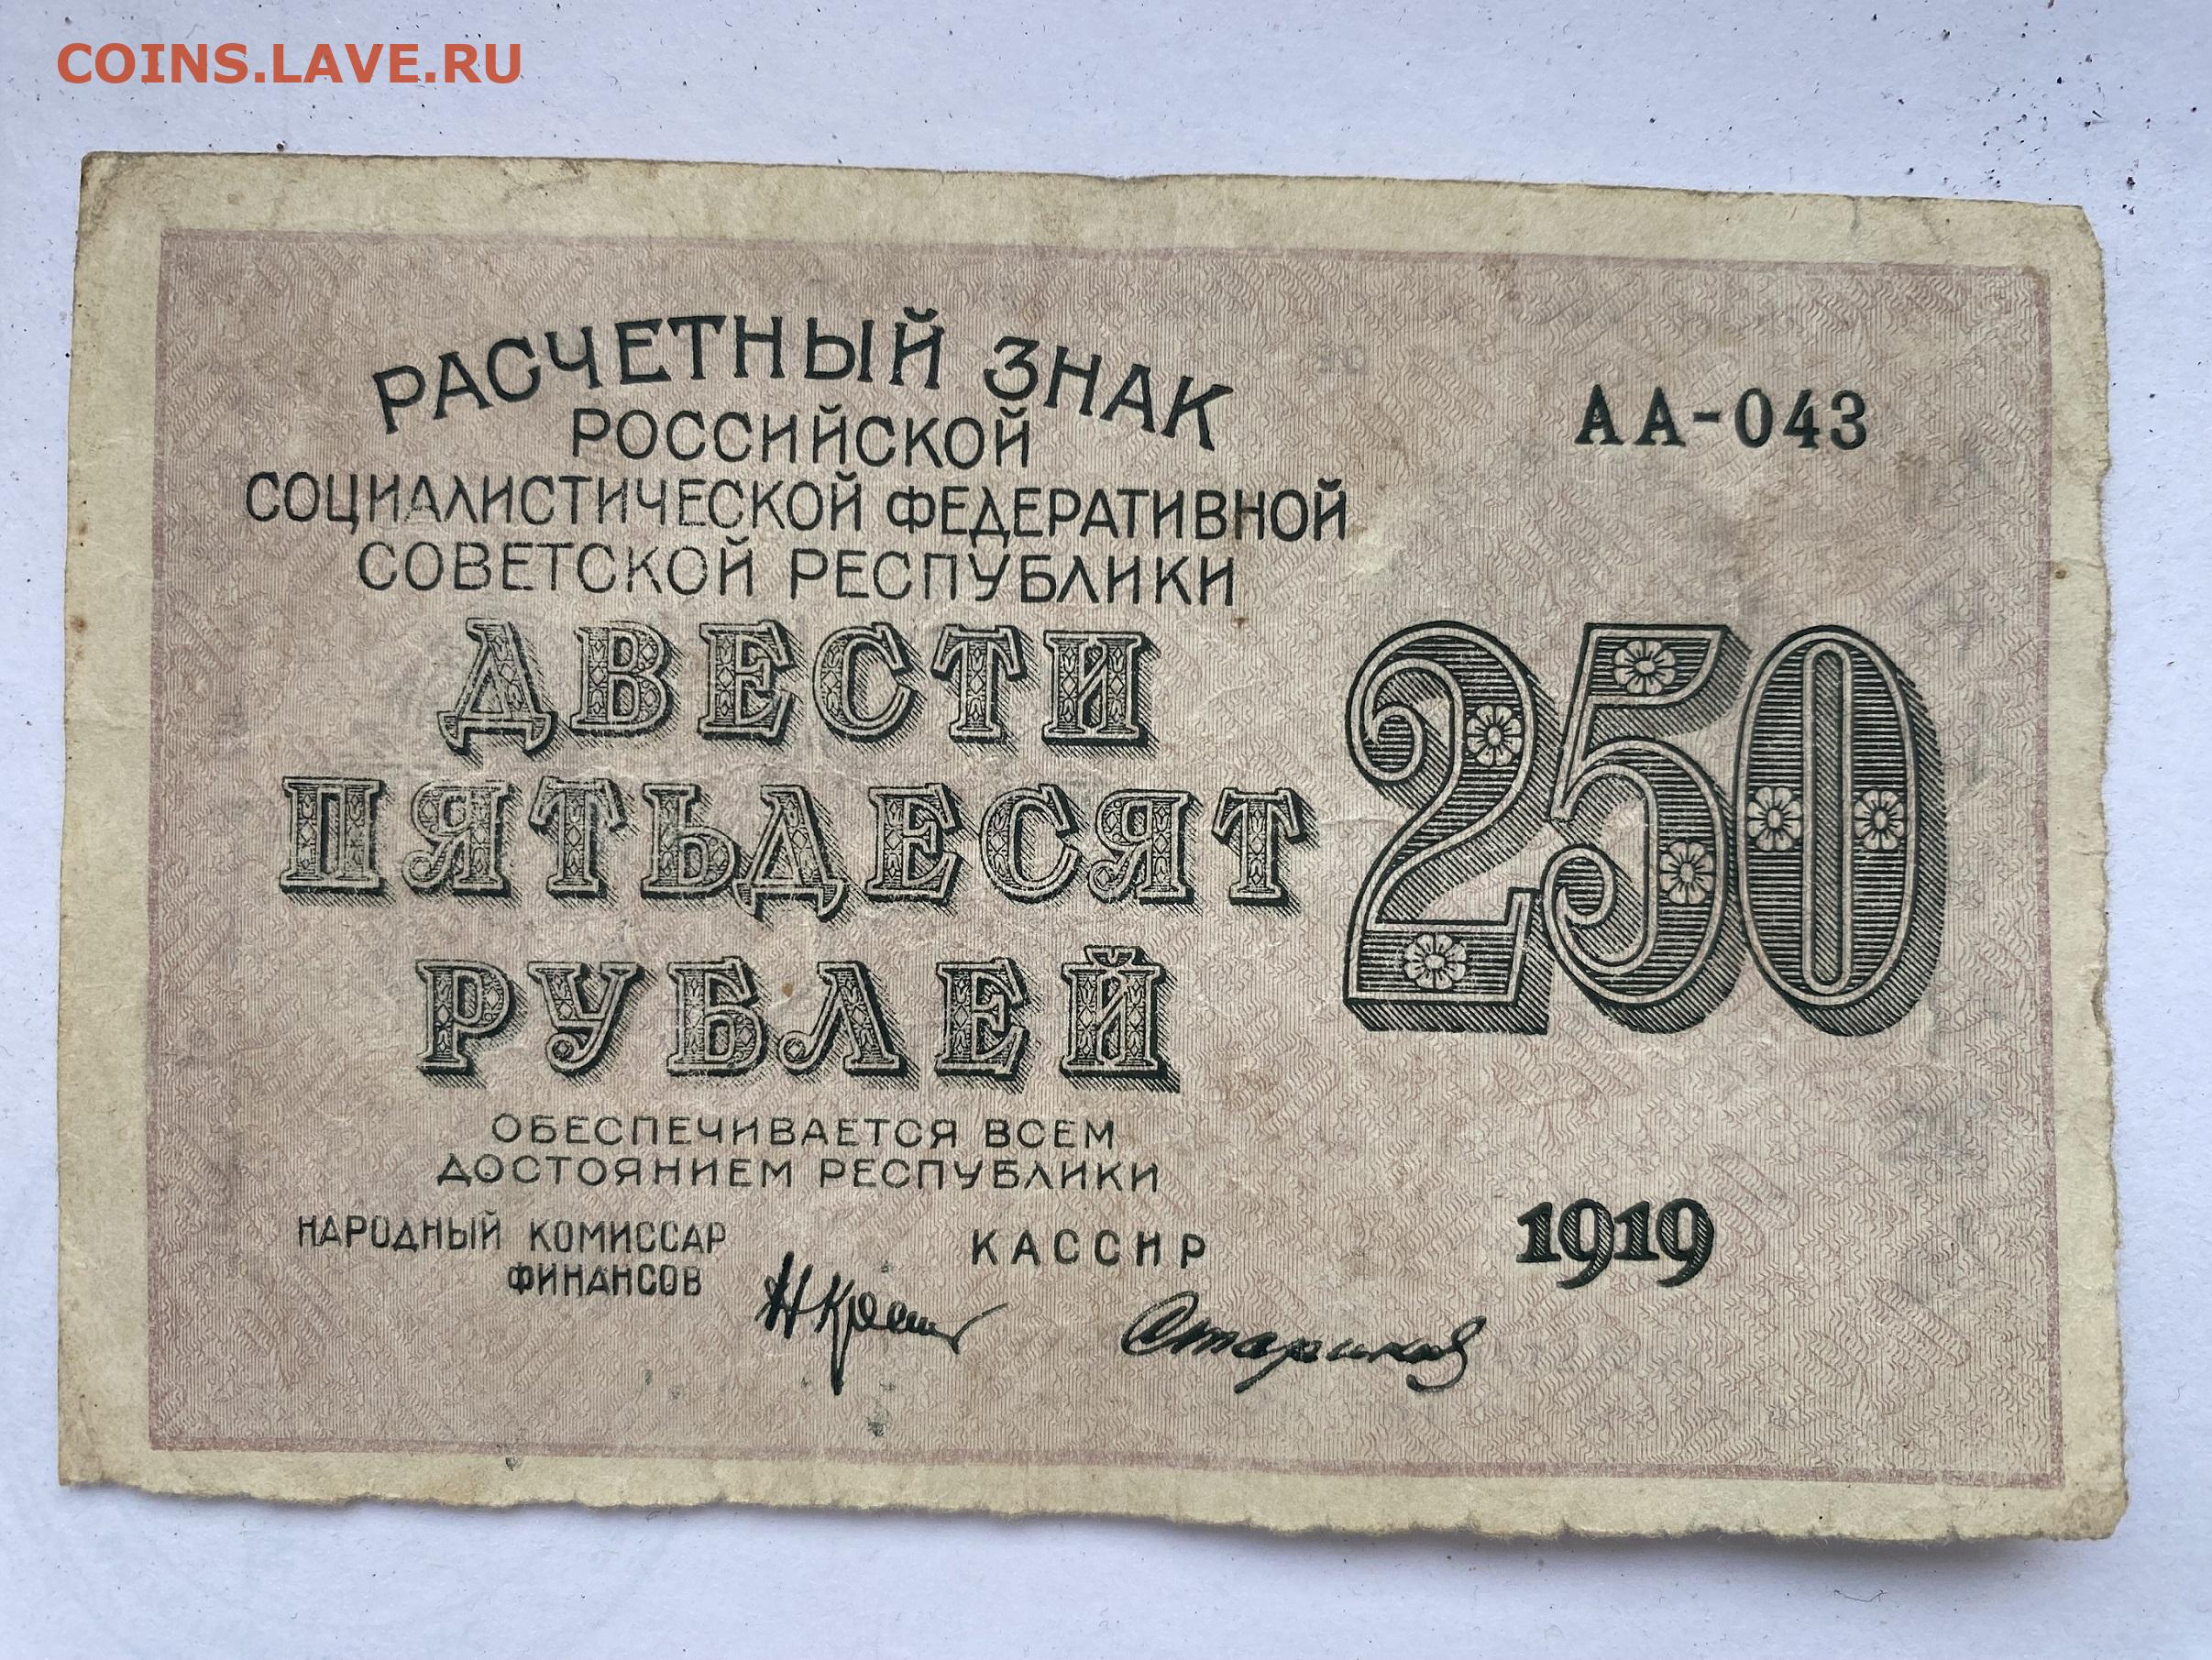 COINS.LAVE.RU
РАСЧЕТНЫЙ ЗНАК
РОССИЙСКОЙ
СОЦИАЛИСТИЧЕСКОЙ ФЕДЕРАТИВНОЙ
СОВЕТСКОЙ РЕСПУБЛИКИ
АА-043
ДВЕСТИ
ПЯТЬДЕСЯТ
РУБЛЕЙ
250
ОБЕСПЕЧИВАЕТСЯ ВСЕМ
ДОСТОЯНИЕМ РЕСПУБЛИКИ
НАРОДНЫЙ КОМИССАР
ФИНАНСОВ
КАССИР
1919
Стариков